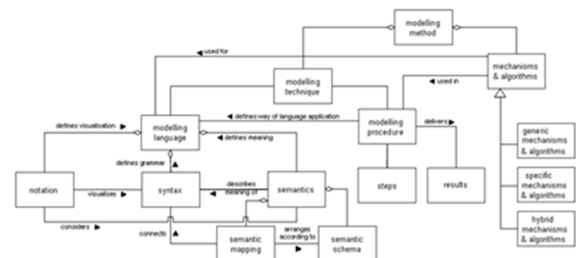 modelling
method
used for
mechanisms
& algorithms
modelling
technique
used in
defines way of language application
modelling
procedure
delivers
defines visualisation
modelling
language
defines meaning
generic
mechanisms
& algorithms
defines grammar
notation
visualises
syntax
describes
meaning of
semantics
steps
results
specific
mechanisms
& algorithms
considers
connects
semantic
mapping
arranges
according to
semantic
schema
hybrid
mechanisms
& algorithms